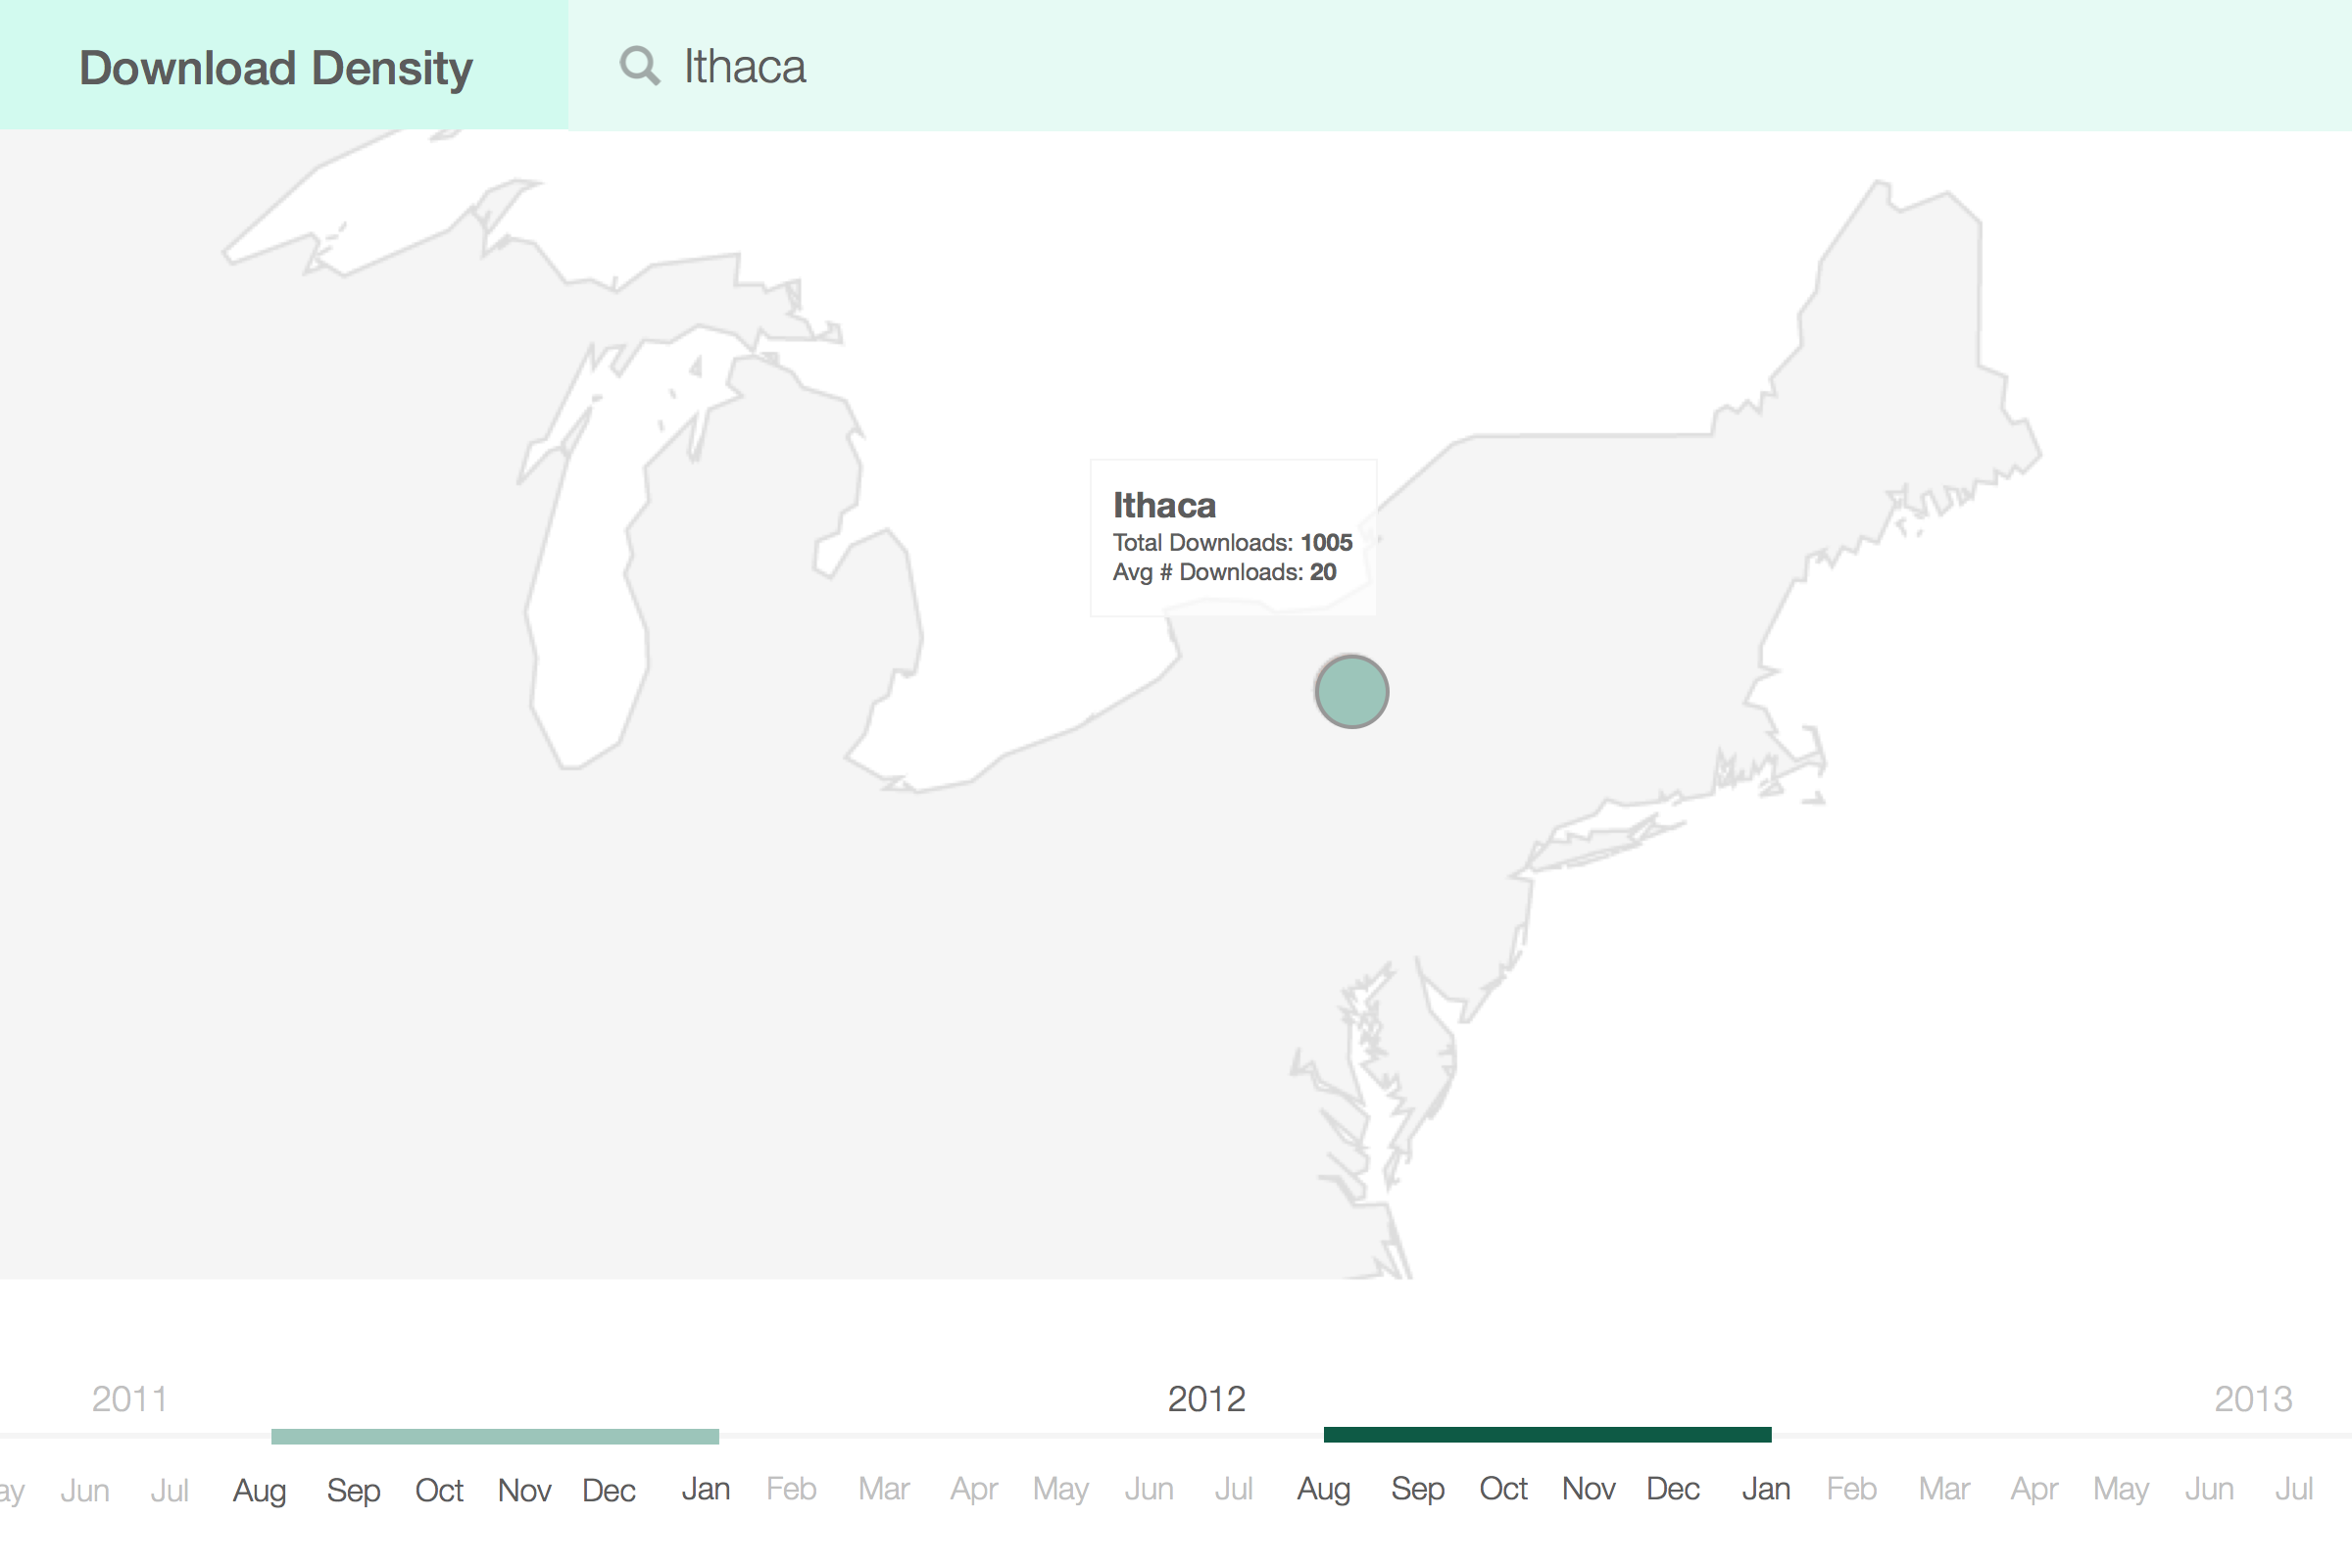 Download Density
Ithaca
Ithaca
Total Downloads: 1005
Avg # Downloads: 20
2011 2012 2013
ay Jun Jul Aug Sep Oct Nov Dec Jan Feb Mar Apr May Jun Jul Aug Sep Oct Nov Dec Jan Feb Mar Apr May Jun Jul